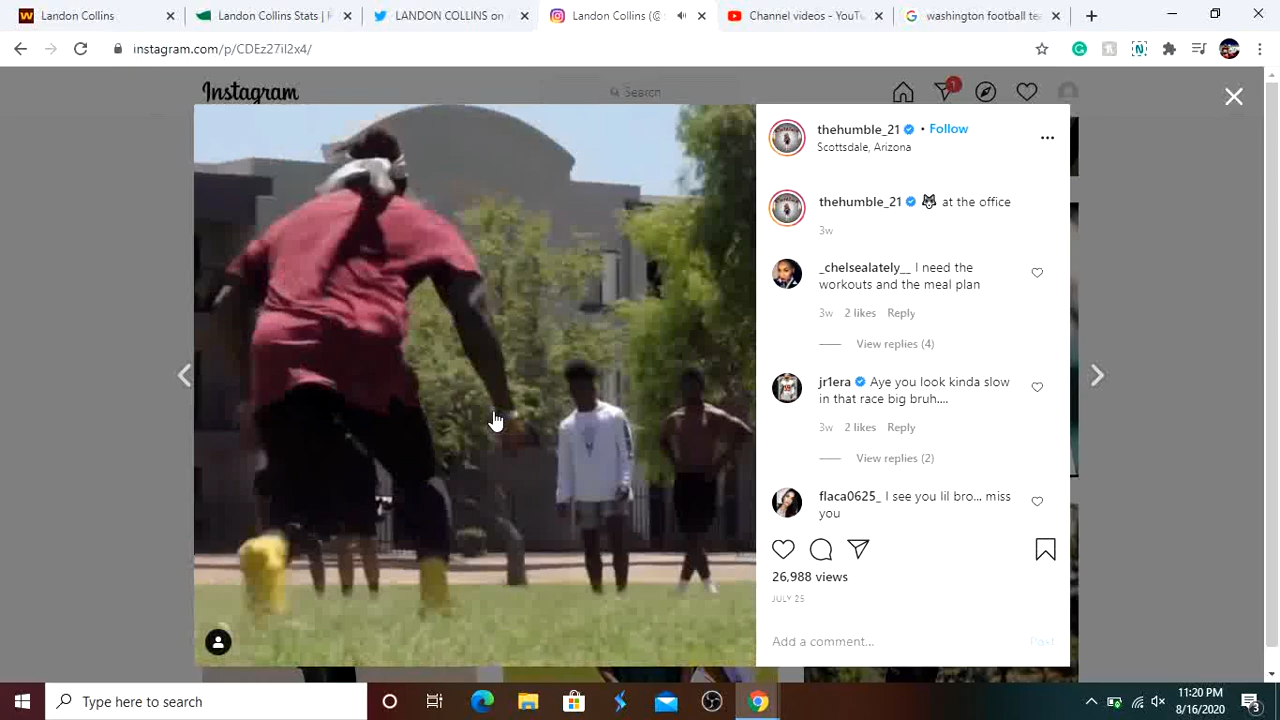 Landon Collins
Landon Collins Stats | P
LANDON COLLINS on
Landon Collins (@
Channel videos - YouTu
washington football tea
instagram.com/p/CDEz27il2x4/
Instagram
Search
1
thehumble_21 • Follow
Scottsdale, Arizona
thehumble_21 at the office
3w
_chelsealately__ I need the
workouts and the meal plan
3w 2 likes Reply
View replies (4)
jr1era Aye you look kinda slow
in that race big bruh....
3w 2 likes Reply
View replies (2)
flaca0625_ I see you lil bro... miss
you
26,988 views
JULY 25
Add a comment... Post
Type here to search
11:20 PM
8/16/2020
3